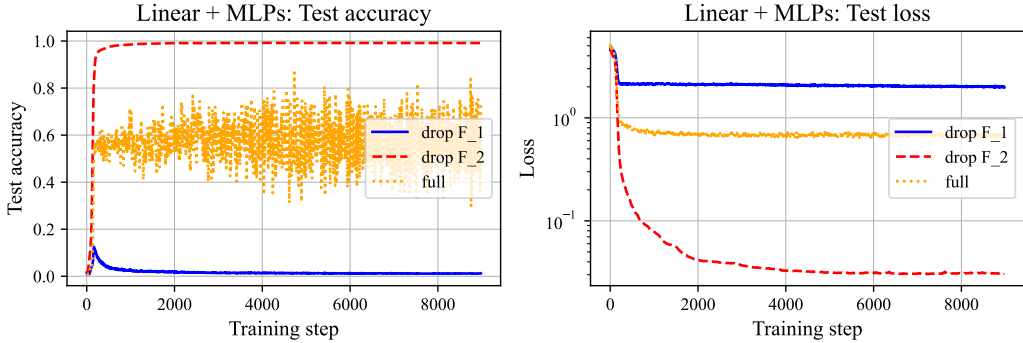 Linear + MLPs: Test accuracy
Test accuracy
1.0
0.8
0.6
0.4
0.2
0.0
drop F_1
drop F_2
full
0
2000
4000
6000
8000
Training step
Linear + MLPs: Test loss
Loss
10⁰
10⁻¹
drop F_1
drop F_2
full
0
2000
4000
6000
8000
Training step